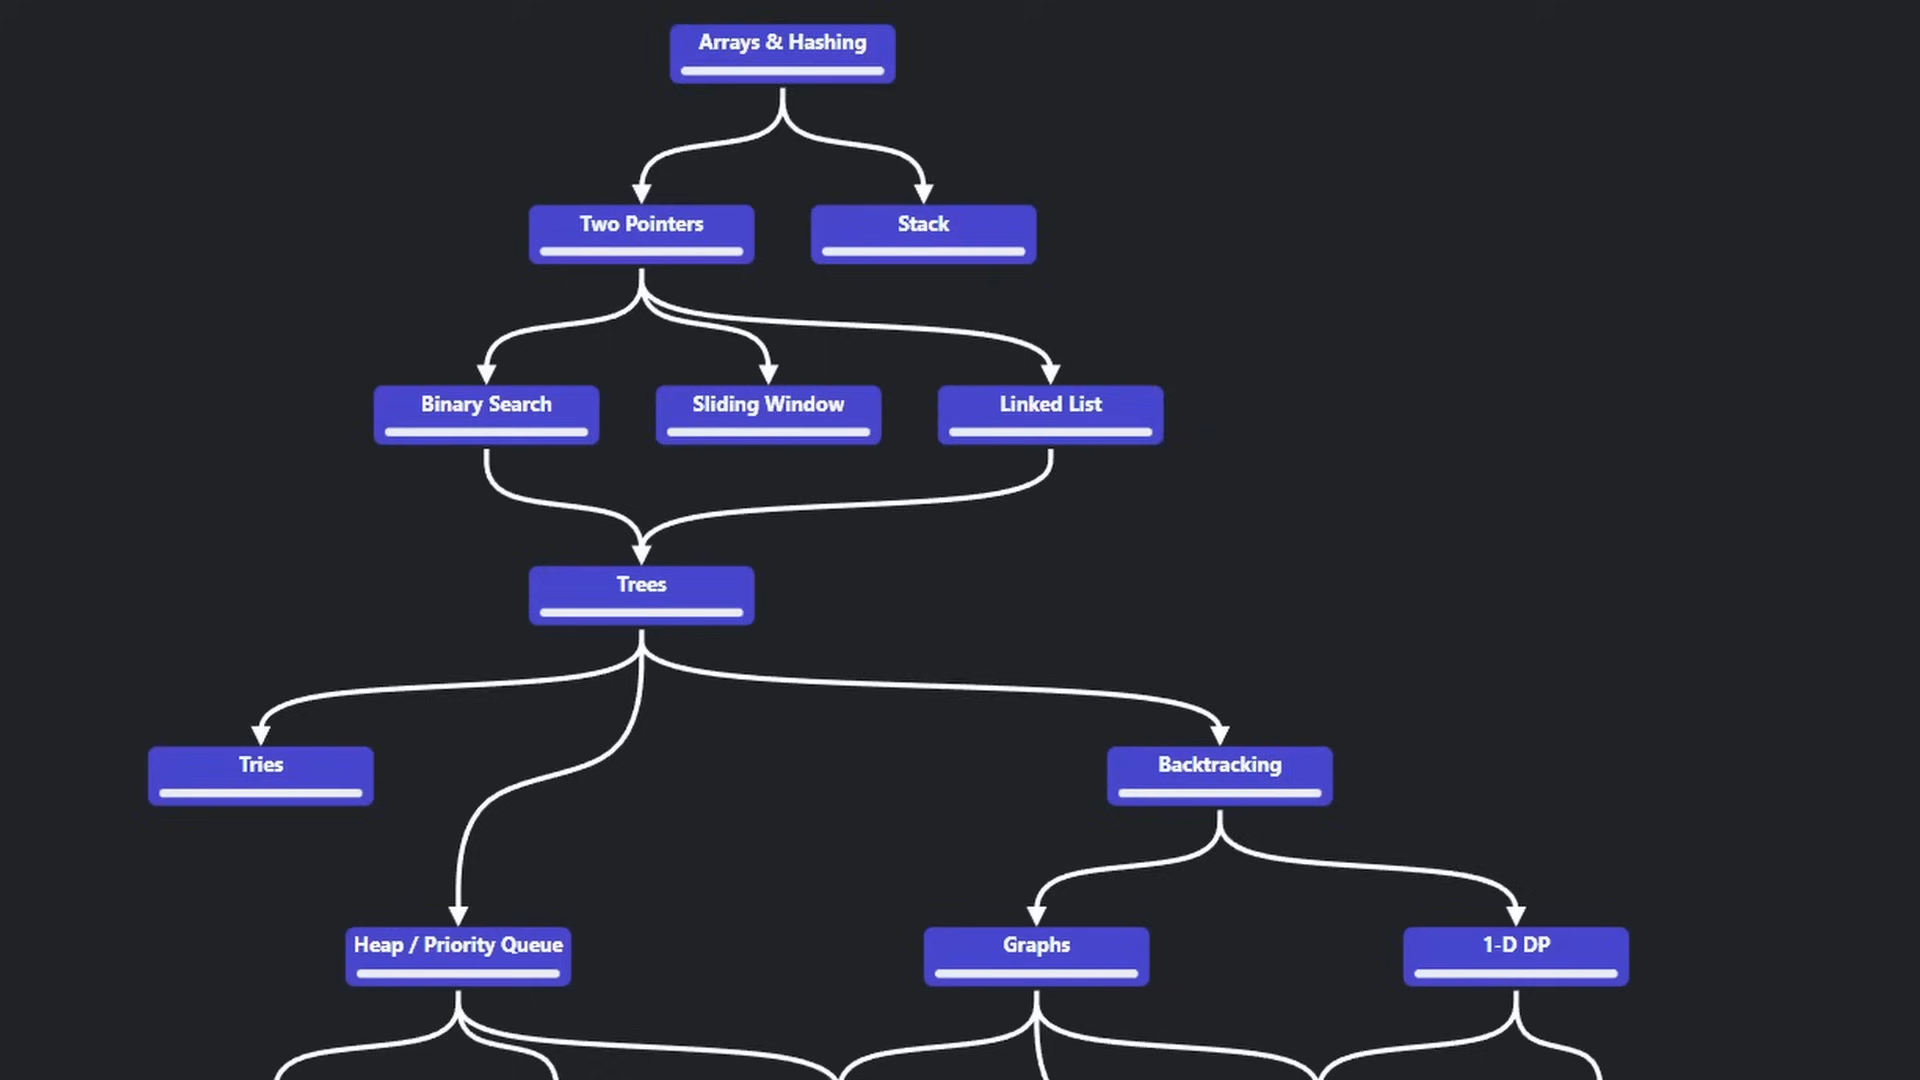 Arrays & Hashing
Two Pointers
Stack
Binary Search
Sliding Window
Linked List
Trees
Tries
Backtracking
Heap / Priority Queue
Graphs
1-D DP